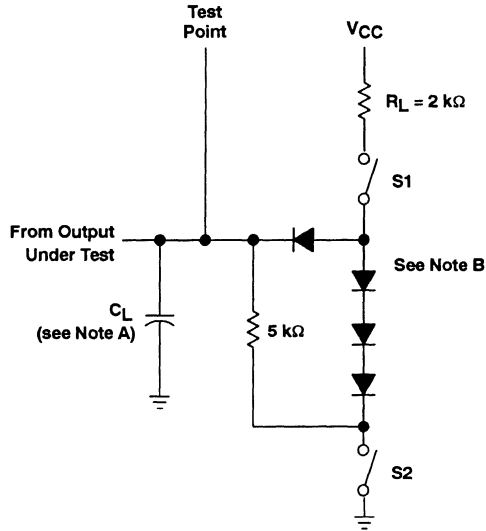 Test
Point
VCC
RL = 2 kΩ
S1
From Output
Under Test
See Note B
CL
(see Note A)
5 kΩ
S2